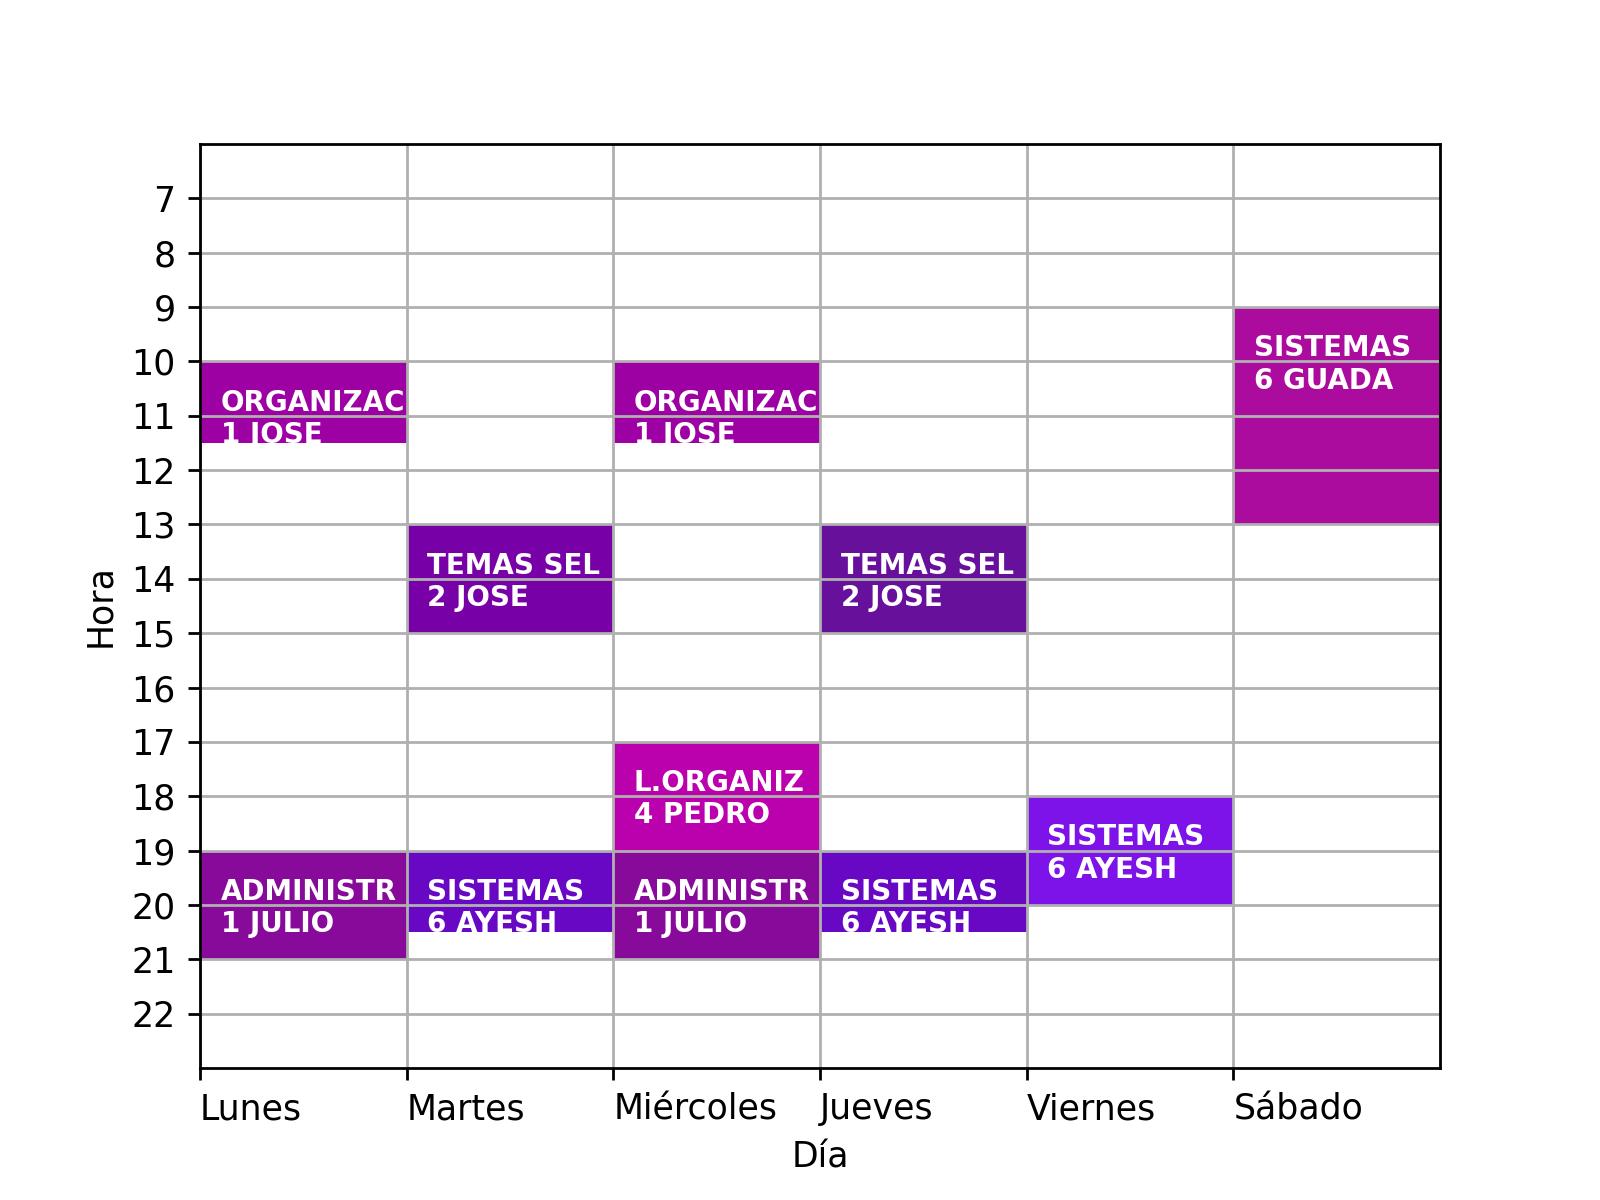 7
8
9
10
11
12
13
14
15
16
17
18
19
20
21
22
Hora
ORGANIZAC
1 JOSE
ADMINISTR
1 JULIO
TEMAS SEL
2 JOSE
SISTEMAS
6 AYESH
ORGANIZAC
1 JOSE
L.ORGANIZ
4 PEDRO
ADMINISTR
1 JULIO
TEMAS SEL
2 JOSE
SISTEMAS
6 AYESH
SISTEMAS
6 AYESH
SISTEMAS
6 GUADA
Lunes Martes Miércoles Jueves Viernes Sábado
Día